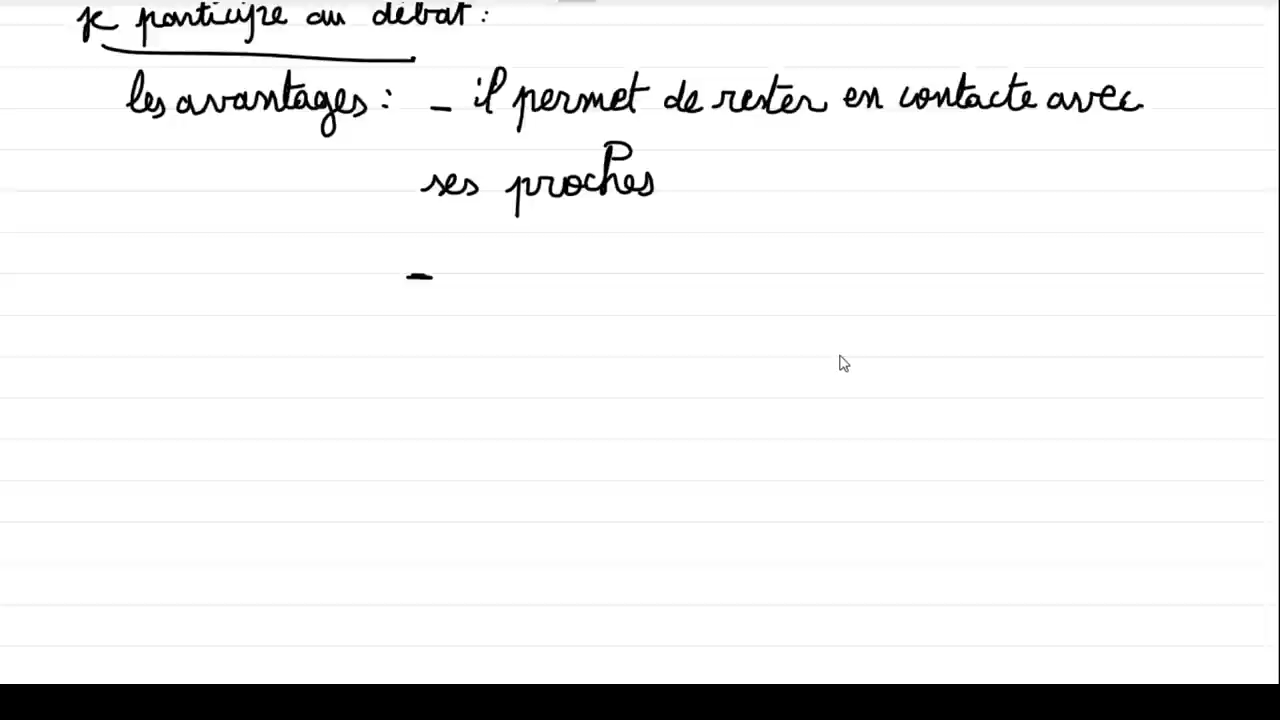 je participe au débat :
les avantages : - il permet de rester en contacte avec
ses proches
-